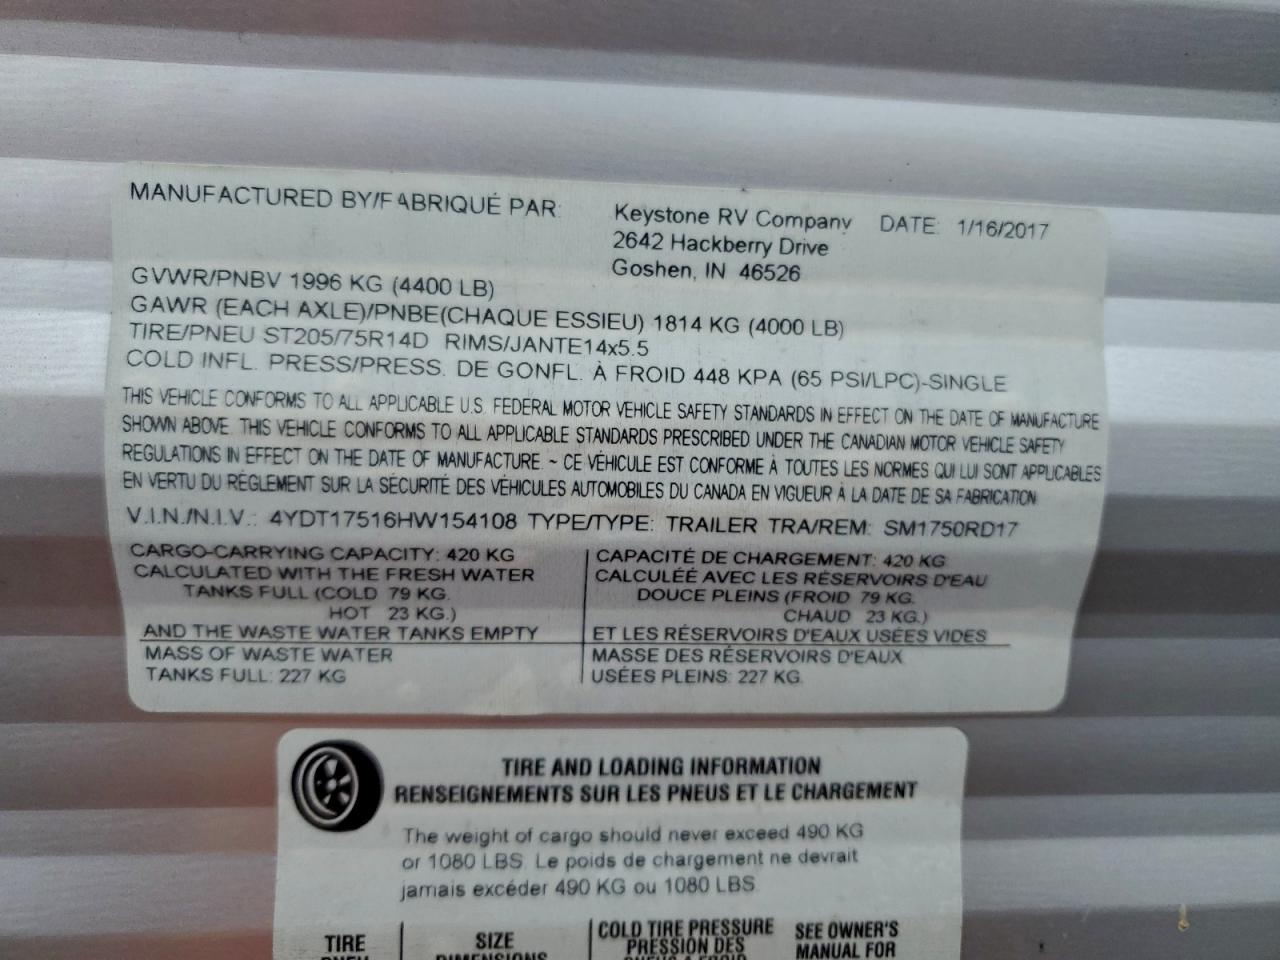 MANUFACTURED BY/FABRIQUÉ PAR: Keystone RV Company DATE: 1/16/2017
2642 Hackberry Drive
Goshen, IN 46526
GVWR/PNBV 1996 KG (4400 LB)
GAWR (EACH AXLE)/PNBE(CHAQUE ESSIEU) 1814 KG (4000 LB)
TIRE/PNEU ST205/75R14D RIMS/JANTE14x5.5
COLD INFL. PRESS/PRESS. DE GONFL. À FROID 448 KPA (65 PSI/LPC)-SINGLE
THIS VEHICLE CONFORMS TO ALL APPLICABLE U.S. FEDERAL MOTOR VEHICLE SAFETY STANDARDS IN EFFECT ON THE DATE OF MANUFACTURE
SHOWN ABOVE. THIS VEHICLE CONFORMS TO ALL APPLICABLE STANDARDS PRESCRIBED UNDER THE CANADIAN MOTOR VEHICLE SAFETY
REGULATIONS IN EFFECT ON THE DATE OF MANUFACTURE. ~ CE VÉHICULE EST CONFORME À TOUTES LES NORMES QUI LUI SONT APPLICABLES
EN VERTU DU RÉGLEMENT SUR LA SÉCURITÉ DES VÉHICULES AUTOMOBILES DU CANADA EN VIGUEUR À LA DATE DE SA FABRICATION
V.I.N./N.I.V.: 4YDT17516HW154108 TYPE/TYPE: TRAILER TRA/REM: SM1750RD17
CARGO-CARRYING CAPACITY: 420 KG
CALCULATED WITH THE FRESH WATER
TANKS FULL (COLD 79 KG.
HOT 23 KG.)
AND THE WASTE WATER TANKS EMPTY
MASS OF WASTE WATER
TANKS FULL: 227 KG
CAPACITÉ DE CHARGEMENT: 420 KG
CALCULÉÉ AVEC LES RÉSERVOIRS D'EAU
DOUCE PLEINS (FROID 79 KG.
CHAUD 23 KG.)
ET LES RÉSERVOIRS D'EAUX USÉES VIDES
MASSE DES RÉSERVOIRS D'EAUX
USÉES PLEINS: 227 KG.
TIRE AND LOADING INFORMATION
RENSEIGNEMENTS SUR LES PNEUS ET LE CHARGEMENT
The weight of cargo should never exceed 490 KG
or 1080 LBS. Le poids de chargement ne devrait
jamais excéder 490 KG ou 1080 LBS.
TIRE
PNEU
SIZE
DIMENSIONS
COLD TIRE PRESSURE
PRESSION DES
PNEUS A FROID
SEE OWNER'S
MANUAL FOR